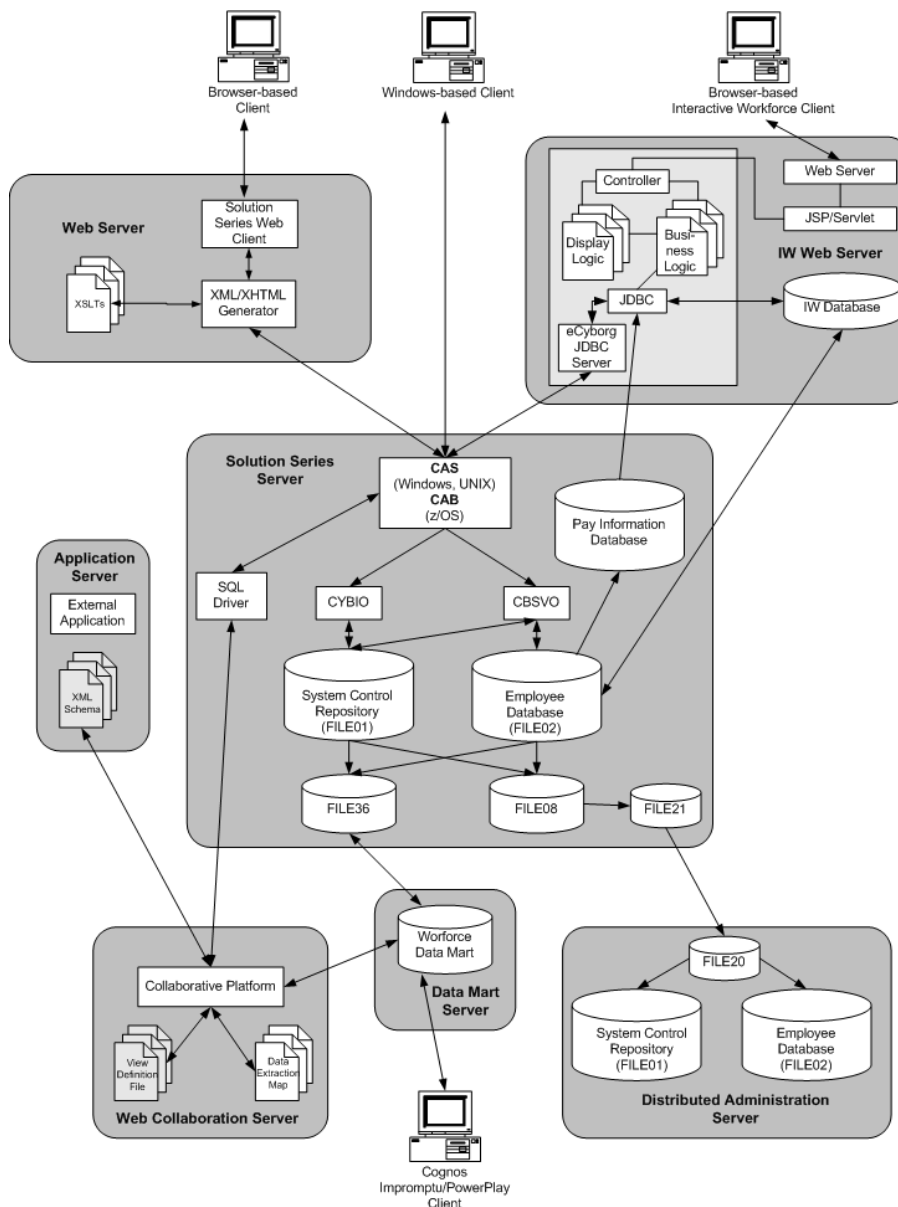 Browser-based
Client
Windows-based Client
Browser-based
Interactive Workforce Client
Web Server
Solution
Series Web
Client
XSLTs
XML/XHTML
Generator
Controller
Display
Logic
Busi-
ness
Logic
JDBC
eCyborg
JDBC
Server
Web Server
JSP/Servlet
IW Web Server
IW Database
Solution Series
Server
CAS
(Windows, UNIX)
CAB
(z/OS)
Pay Information
Database
SQL
Driver
CYBIO
CBSVO
System Control
Repository
(FILE01)
Employee
Database
(FILE02)
FILE36
FILE08
FILE21
Application
Server
External
Application
XML
Schema
Collaborative Platform
View
Definition
File
Data
Extraction
Map
Web Collaboration Server
Worforce
Data Mart
Data Mart
Server
Cognos
Impromptu/PowerPlay
Client
FILE20
System Control
Repository
(FILE01)
Employee
Database
(FILE02)
Distributed Administration
Server